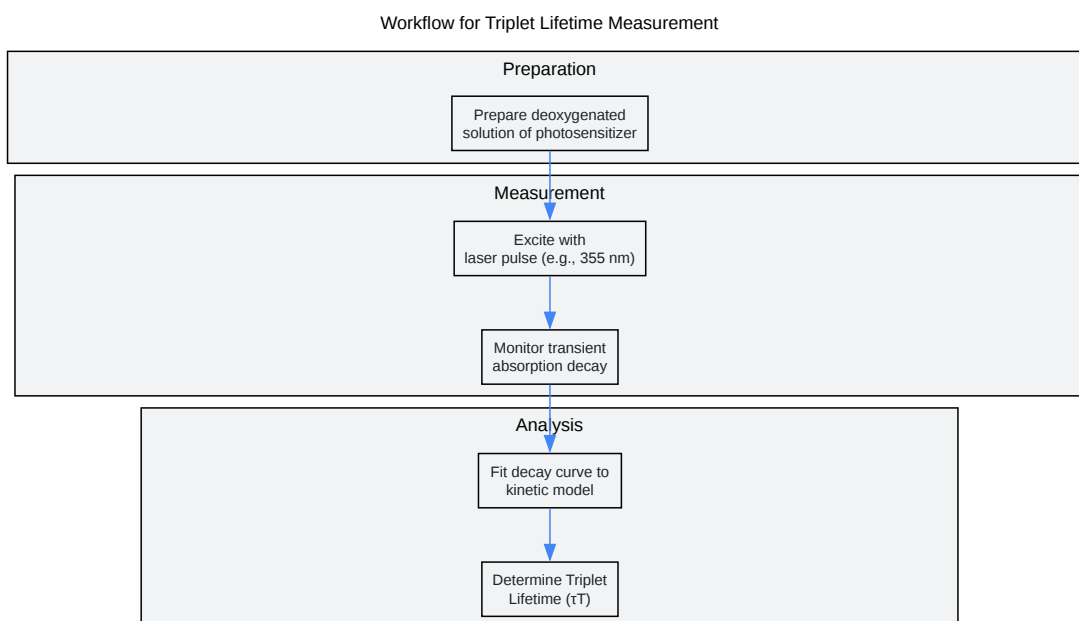 Workflow for Triplet Lifetime Measurement
Preparation
Prepare deoxygenated
solution of photosensitizer
Measurement
Excite with
laser pulse (e.g., 355 nm)
Monitor transient
absorption decay
Analysis
Fit decay curve to
kinetic model
Determine Triplet
Lifetime (τT)